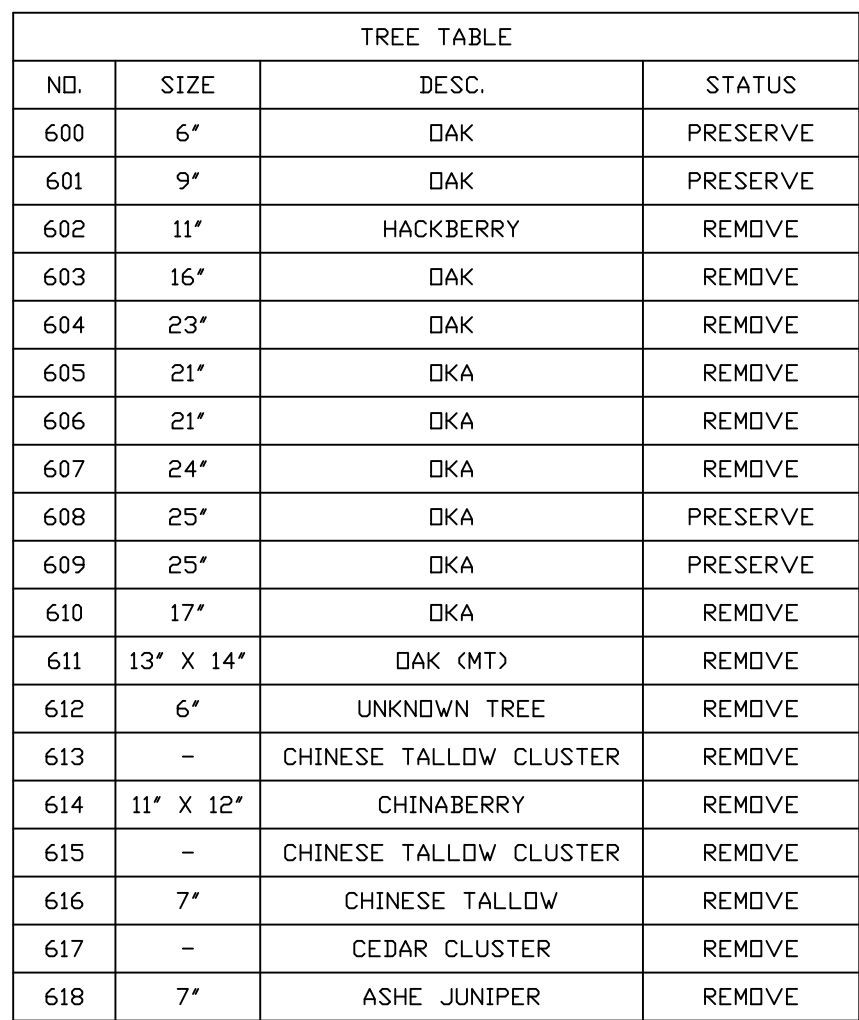 TREE TABLE
NO. SIZE DESC. STATUS
600 6" OAK PRESERVE
601 9" OAK PRESERVE
602 11" HACKBERRY REMOVE
603 16" OAK REMOVE
604 23" OAK REMOVE
605 21" OKA REMOVE
606 21" OKA REMOVE
607 24" OKA REMOVE
608 25" OKA PRESERVE
609 25" OKA PRESERVE
610 17" OKA REMOVE
611 13" X 14" OAK (MT) REMOVE
612 6" UNKNOWN TREE REMOVE
613 - CHINESE TALLOW CLUSTER REMOVE
614 11" X 12" CHINABERRY REMOVE
615 - CHINESE TALLOW CLUSTER REMOVE
616 7" CHINESE TALLOW REMOVE
617 - CEDAR CLUSTER REMOVE
618 7" ASHE JUNIPER REMOVE